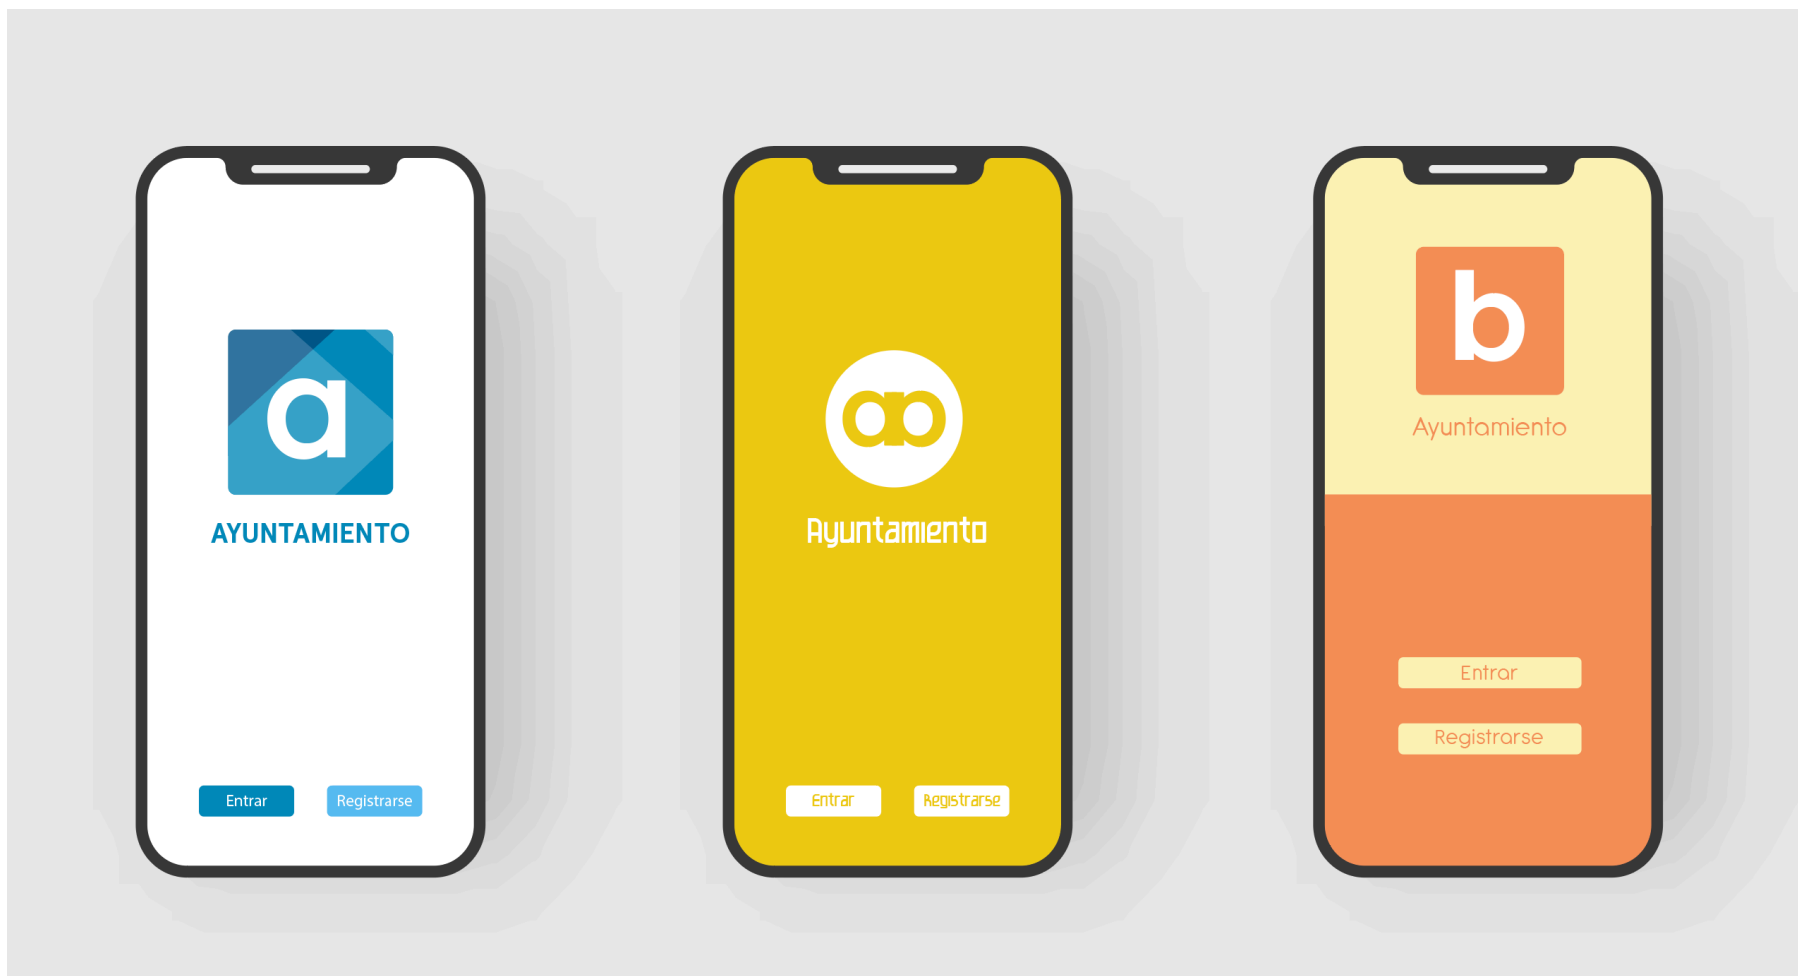 a
AYUNTAMIENTO
Entrar
Registrarse
Ayuntamiento
Entrar
Registrarse
b
Ayuntamiento
Entrar
Registrarse